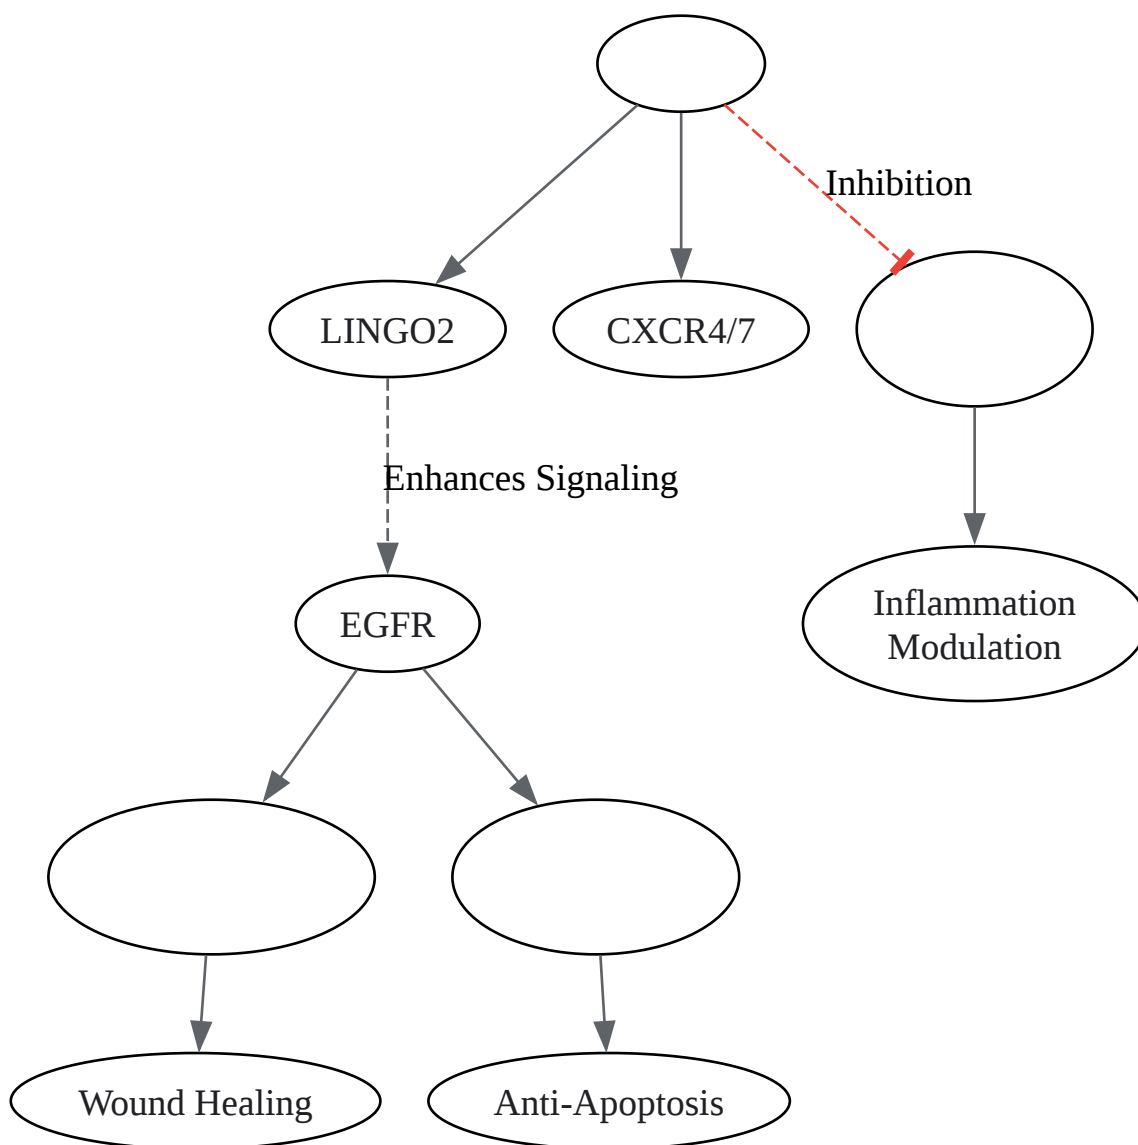 Inhibition
LINGO2
CXCR4/7
Enhances Signaling
EGFR
Inflammation
Modulation
Wound Healing
Anti-Apoptosis